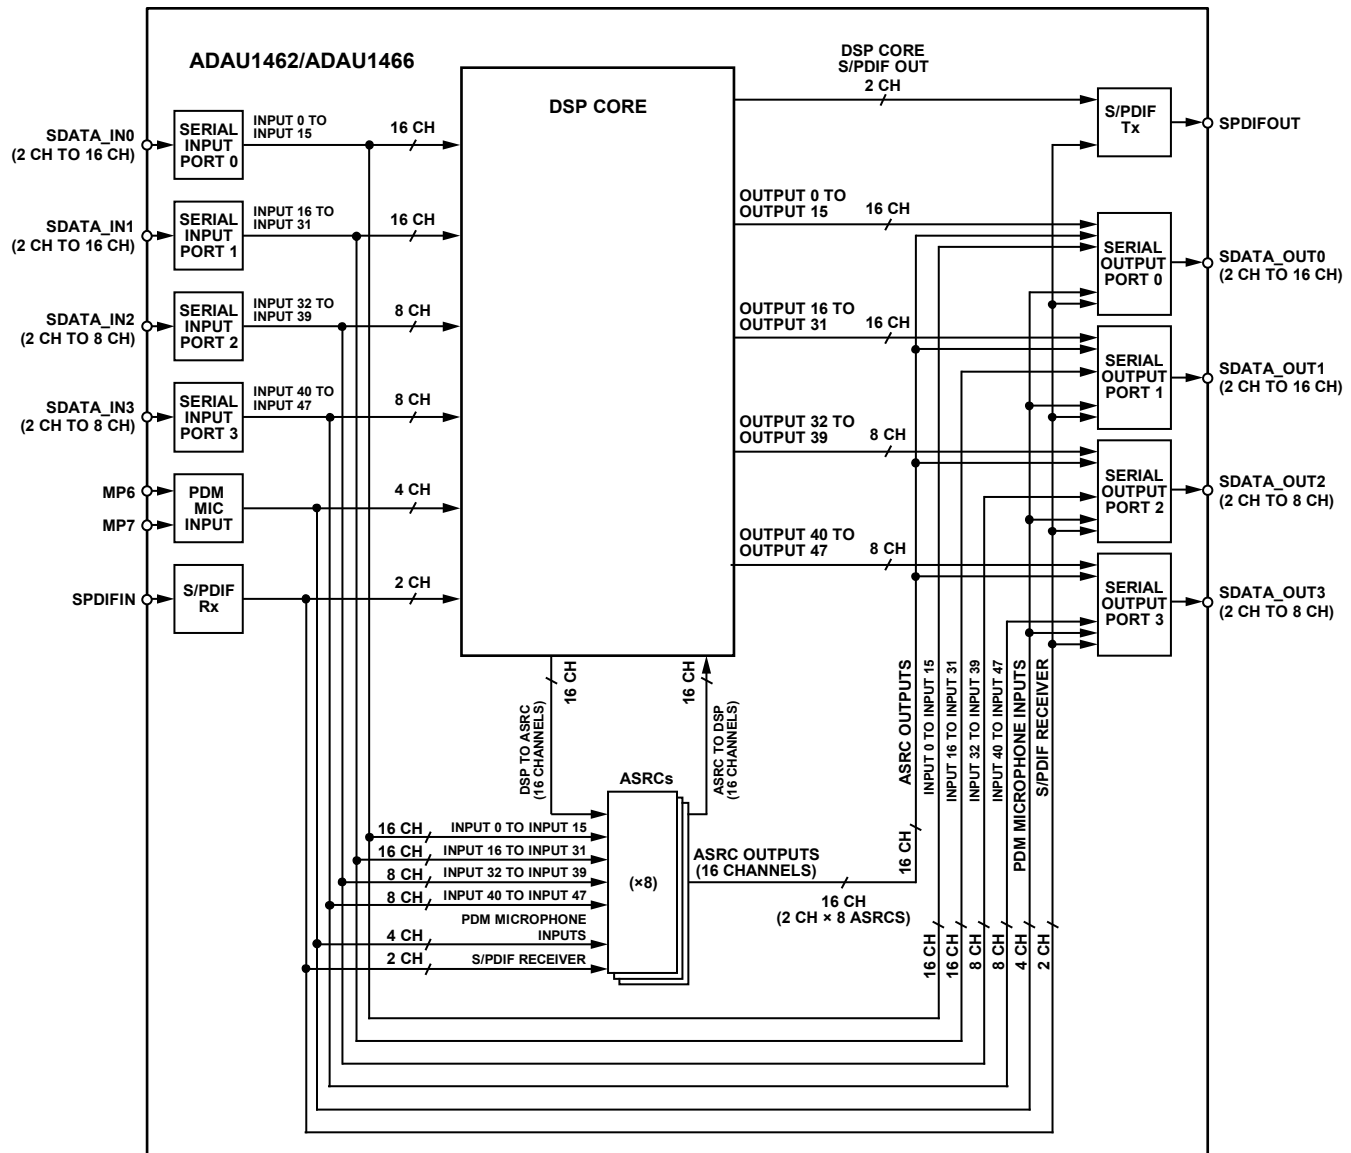 ADAU1462/ADAU1466
DSP CORE
DSP CORE
S/PDIF OUT
2 CH
S/PDIF
Tx
SPDIFOUT
SDATA_IN0
(2 CH TO 16 CH)
SERIAL
INPUT
PORT 0
INPUT 0 TO
INPUT 15
16 CH
SDATA_IN1
(2 CH TO 16 CH)
SERIAL
INPUT
PORT 1
INPUT 16 TO
INPUT 31
16 CH
SDATA_IN2
(2 CH TO 8 CH)
SERIAL
INPUT
PORT 2
INPUT 32 TO
INPUT 39
8 CH
SDATA_IN3
(2 CH TO 8 CH)
SERIAL
INPUT
PORT 3
INPUT 40 TO
INPUT 47
8 CH
MP6
MP7
PDM
MIC
INPUT
4 CH
SPDIFIN
S/PDIF
Rx
2 CH
OUTPUT 0 TO
OUTPUT 15
16 CH
SERIAL
OUTPUT
PORT 0
SDATA_OUT0
(2 CH TO 16 CH)
OUTPUT 16 TO
OUTPUT 31
16 CH
SERIAL
OUTPUT
PORT 1
SDATA_OUT1
(2 CH TO 16 CH)
OUTPUT 32 TO
OUTPUT 39
8 CH
SERIAL
OUTPUT
PORT 2
SDATA_OUT2
(2 CH TO 8 CH)
OUTPUT 40 TO
OUTPUT 47
8 CH
SERIAL
OUTPUT
PORT 3
SDATA_OUT3
(2 CH TO 8 CH)
16 CH
DSP TO ASRC
(16 CHANNELS)
16 CH
ASRC TO DSP
(16 CHANNELS)
ASRCs
(×8)
16 CH
INPUT 0 TO INPUT 15
16 CH
INPUT 16 TO INPUT 31
8 CH
INPUT 32 TO INPUT 39
8 CH
INPUT 40 TO INPUT 47
PDM MICROPHONE
INPUTS
4 CH
2 CH
S/PDIF RECEIVER
ASRC OUTPUTS
(16 CHANNELS)
16 CH
(2 CH × 8 ASRCS)
ASRC OUTPUTS
16 CH
INPUT 0 TO INPUT 15
16 CH
INPUT 16 TO INPUT 31
16 CH
INPUT 32 TO INPUT 39
8 CH
INPUT 40 TO INPUT 47
8 CH
PDM MICROPHONE INPUTS
4 CH
S/PDIF RECEIVER
2 CH